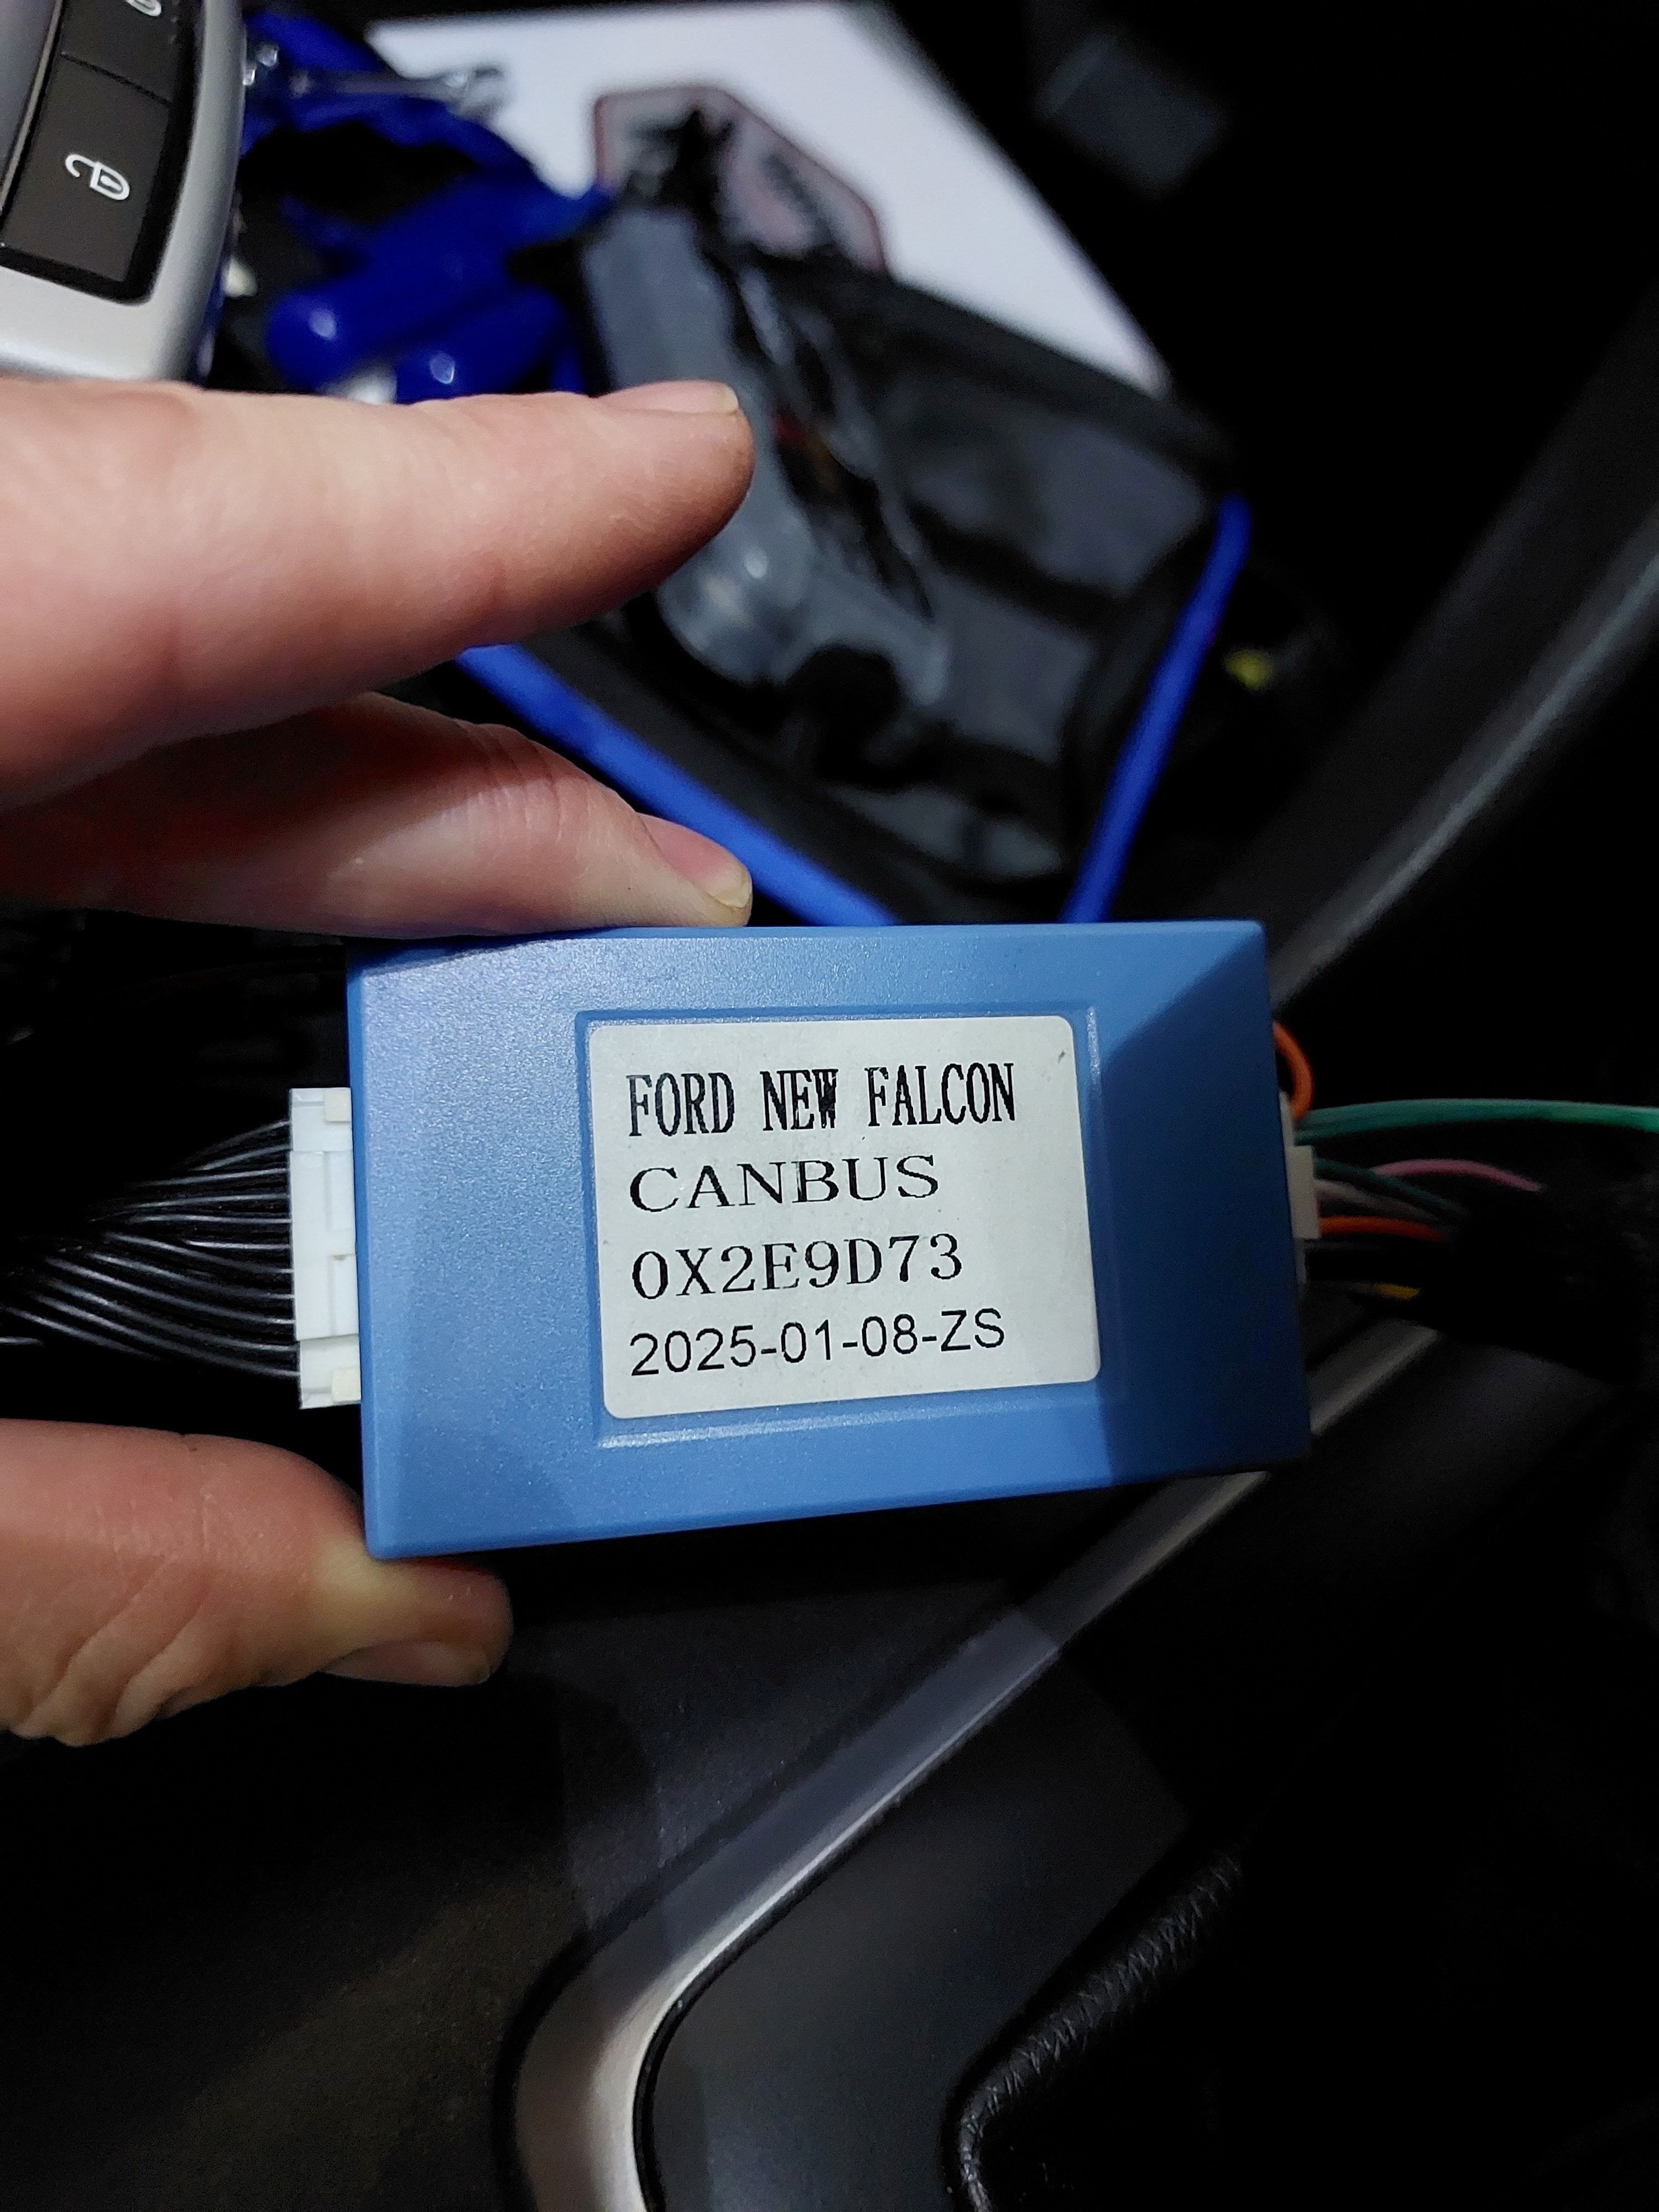 FORD NEW FALCON
CANBUS
0X2E9D73
2025-01-08-ZS